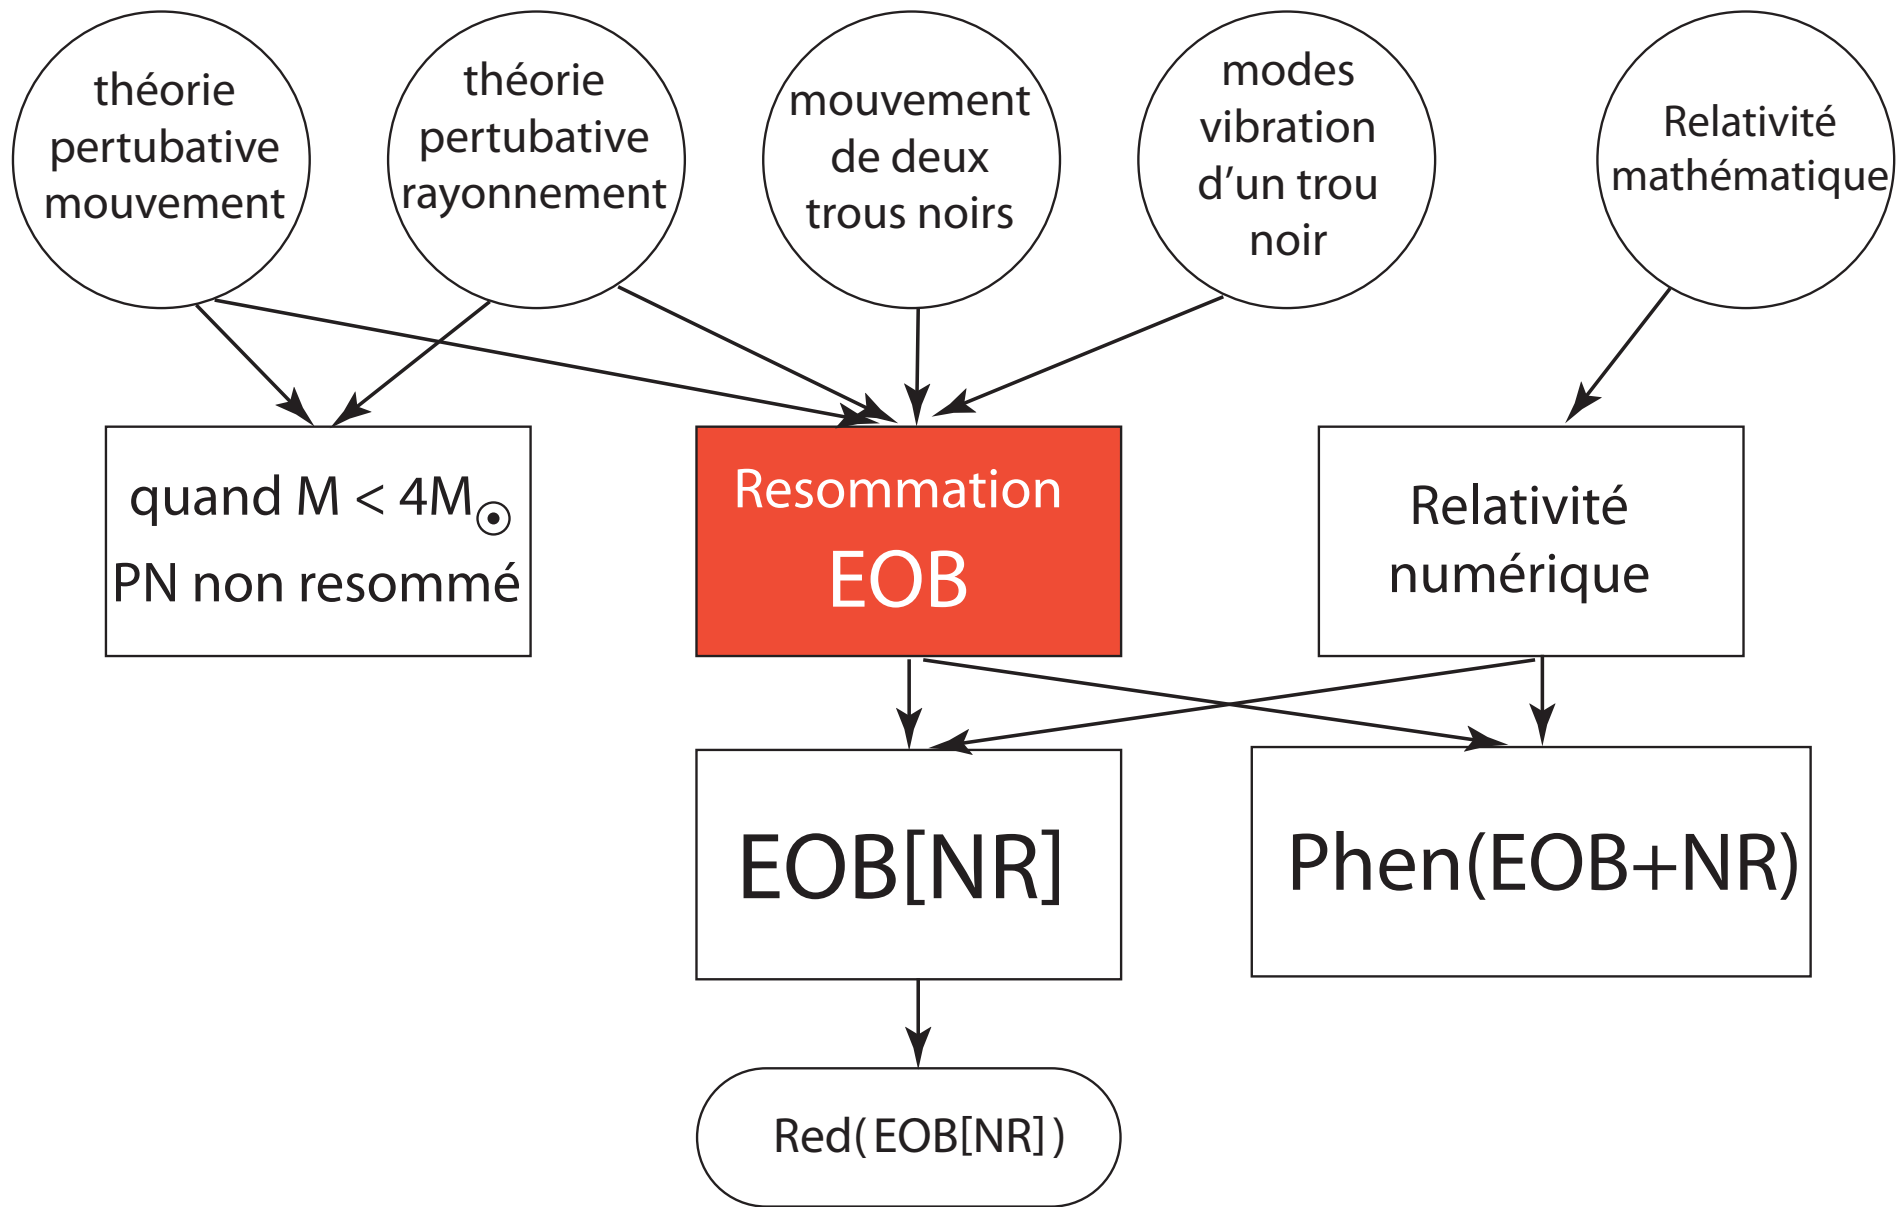 théorie
pertubative
mouvement
théorie
pertubative
rayonnement
mouvement
de deux
trous noirs
modes
vibration
d'un trou
noir
Relativité
mathématique
quand M < 4M☉
PN non resommé
Resommation
EOB
Relativité
numérique
EOB[NR]
Phen(EOB+NR)
Red(EOB[NR])